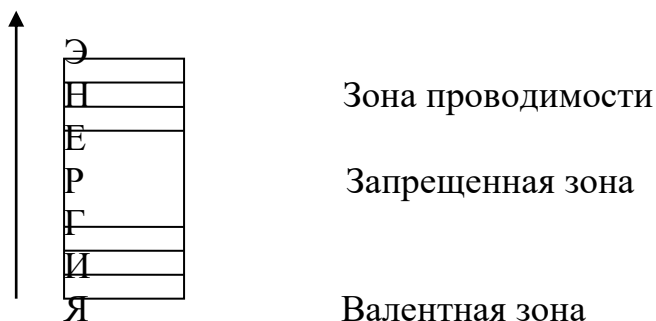 Э
Н Зона проводимости
Е
Р Запрещенная зона
Г
И
Я Валентная зона